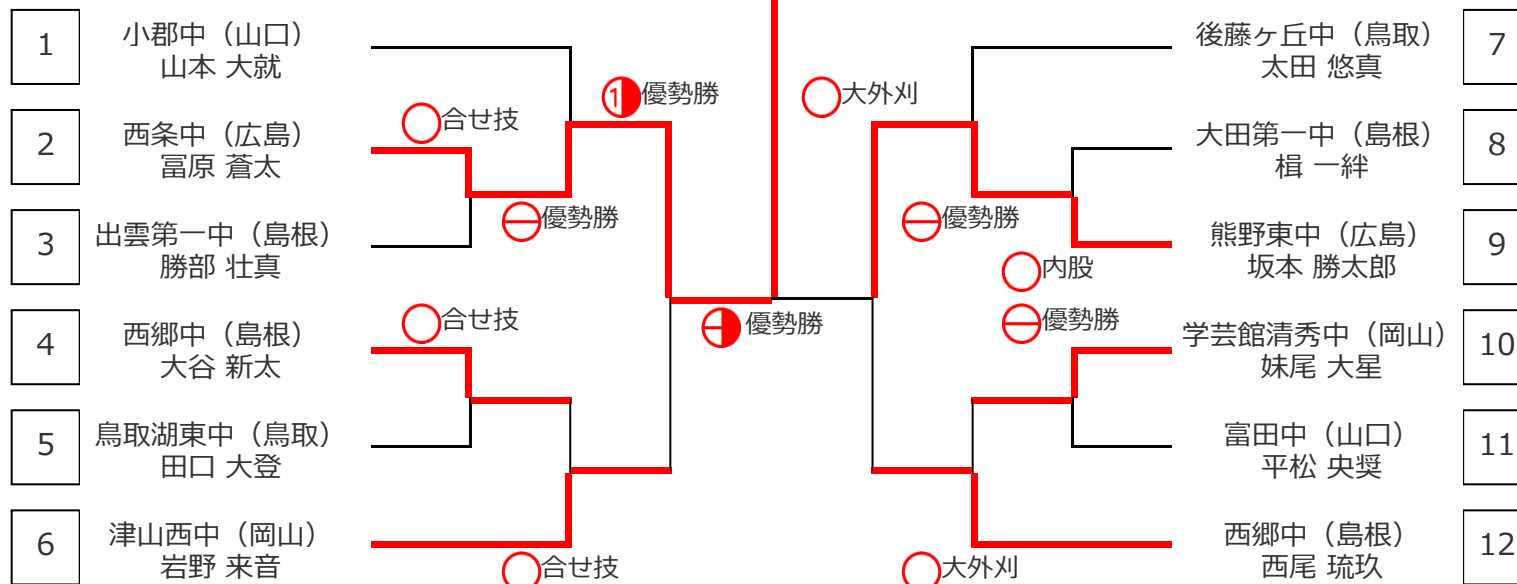 1
小郡中（山口）
山本 大就
2
西条中（広島）
冨原 蒼太
3
出雲第一中（島根）
勝部 壮真
4
西郷中（島根）
大谷 新太
5
鳥取湖東中（鳥取）
田口 大登
6
津山西中（岡山）
岩野 来音
合せ技
優勢勝
合せ技
合せ技
1
優勢勝
優勢勝
大外刈
優勢勝
内股
優勢勝
大外刈
後藤ヶ丘中（鳥取）
太田 悠真
7
大田第一中（島根）
楫 一絆
8
熊野東中（広島）
坂本 勝太郎
9
学芸館清秀中（岡山）
妹尾 大星
10
富田中（山口）
平松 央奨
11
西郷中（島根）
西尾 琉玖
12